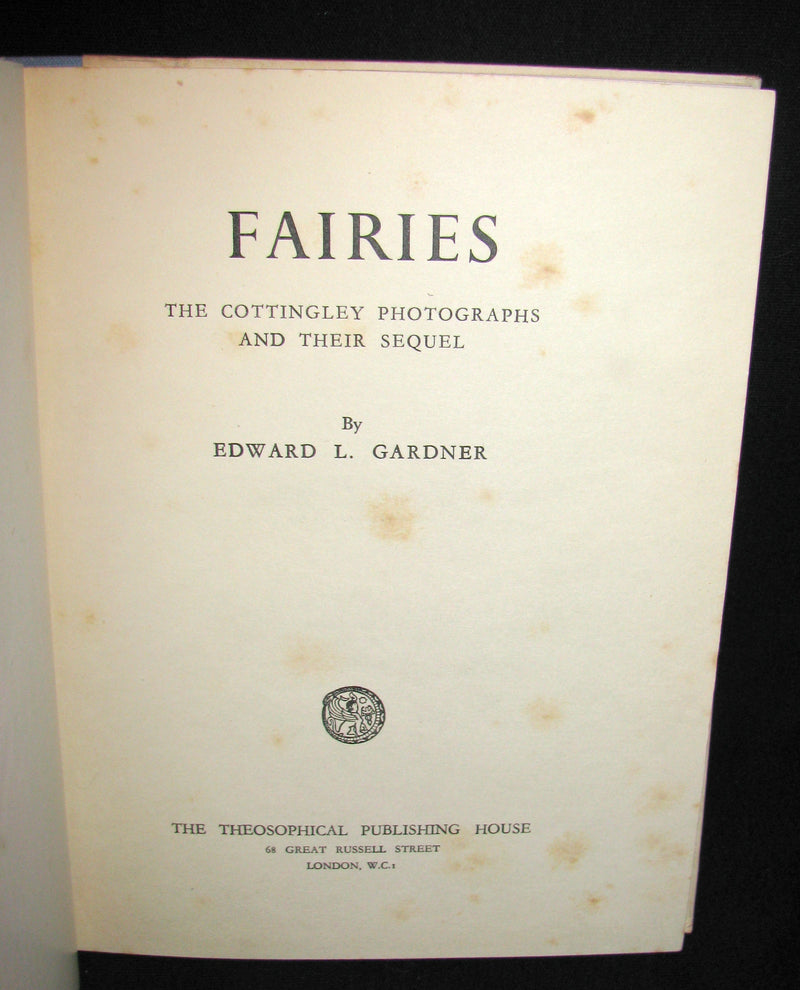 FAIRIES
THE COTTINGLEY PHOTOGRAPHS
AND THEIR SEQUEL
By
EDWARD L. GARDNER
THE THEOSOPHICAL PUBLISHING HOUSE
68 GREAT RUSSELL STREET
LONDON, W.C.1